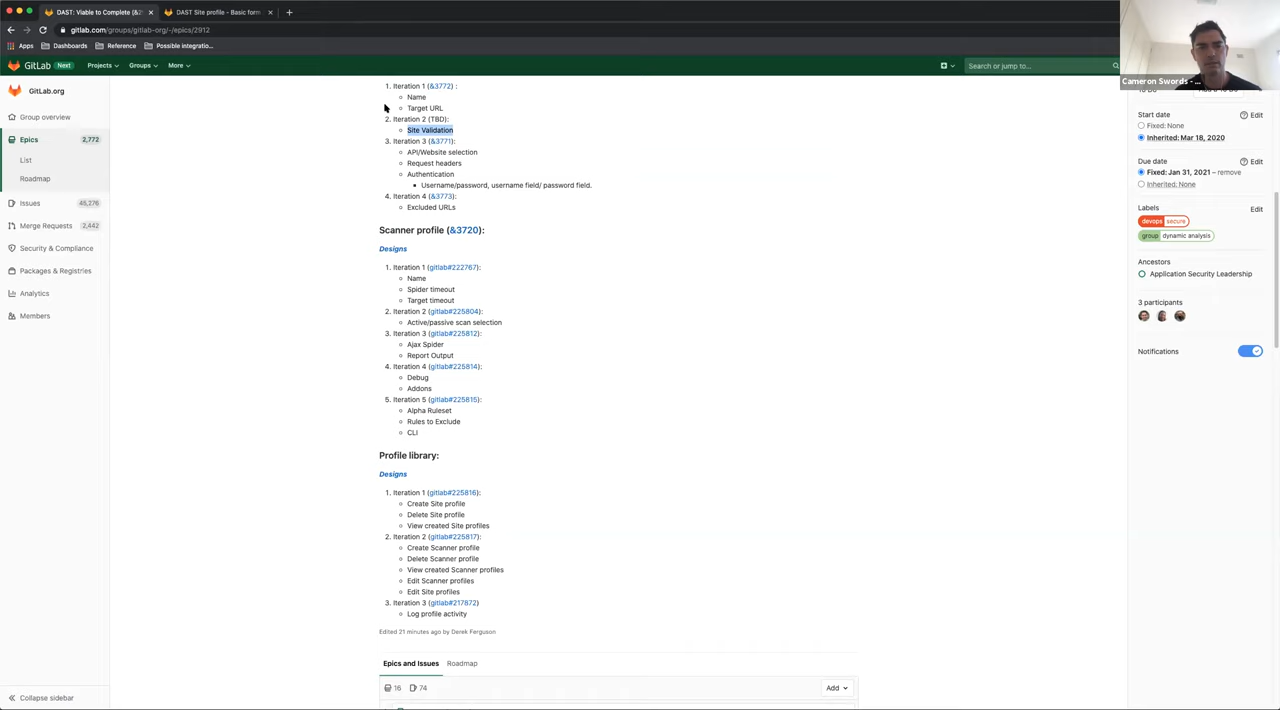 DAST: Viable to Complete (&2
DAST Site profile - Basic form
gitlab.com/groups/gitlab-org/-/epics/2912
Apps Dashboards Reference Possible integratio...
GitLab Next Projects Groups More Search or jump to...
Cameron Swords - ...
GitLab.org
Group overview
Epics 2,772
List
Roadmap
Issues 45,276
Merge Requests 2,442
Security & Compliance
Packages & Registries
Analytics
Members
Collapse sidebar
1. Iteration 1 (&3772) :
Name
Target URL
2. Iteration 2 (TBD):
Site Validation
3. Iteration 3 (&3771):
API/Website selection
Request headers
Authentication
Username/password, username field/ password field.
4. Iteration 4 (&3773):
Excluded URLs
Scanner profile (&3720):
Designs
1. Iteration 1 (gitlab#222767):
Name
Spider timeout
Target timeout
2. Iteration 2 (gitlab#225804):
Active/passive scan selection
3. Iteration 3 (gitlab#225812):
Ajax Spider
Report Output
4. Iteration 4 (gitlab#225814):
Debug
Addons
5. Iteration 5 (gitlab#225815):
Alpha Ruleset
Rules to Exclude
CLI
Profile library:
Designs
1. Iteration 1 (gitlab#225816):
Create Site profile
Delete Site profile
View created Site profiles
2. Iteration 2 (gitlab#225817):
Create Scanner profile
Delete Scanner profile
View created Scanner profiles
Edit Scanner profiles
Edit Site profiles
3. Iteration 3 (gitlab#217872)
Log profile activity
Edited 21 minutes ago by Derek Ferguson
Epics and Issues Roadmap
16 74 Add
Start date Edit
Fixed: None
Inherited: Mar 18, 2020
Due date Edit
Fixed: Jan 31, 2021 – remove
Inherited: None
Labels Edit
devops secure
group dynamic analysis
Ancestors
Application Security Leadership
3 participants
Notifications